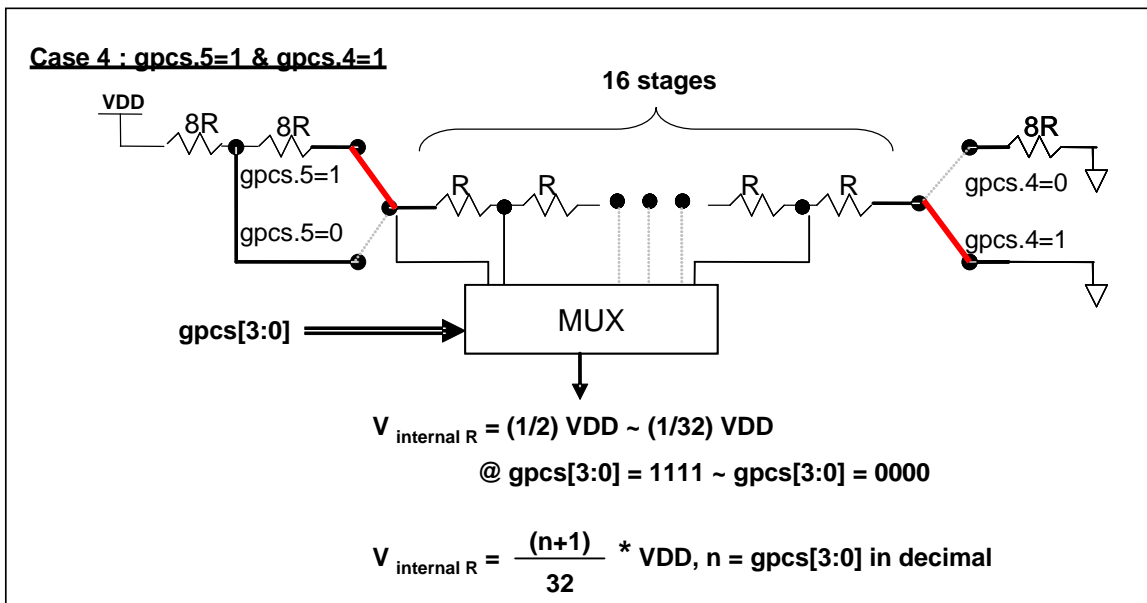 Case 4 : gpcs.5=1 & gpcs.4=1
16 stages
VDD
8R
8R
8R
gpcs.5=1
R
R
R
R
gpcs.4=0
gpcs.5=0
gpcs.4=1
MUX
gpcs[3:0]
V internal R = (1/2) VDD ~ (1/32) VDD
@ gpcs[3:0] = 1111 ~ gpcs[3:0] = 0000
V internal R = (n+1) / 32 * VDD, n = gpcs[3:0] in decimal